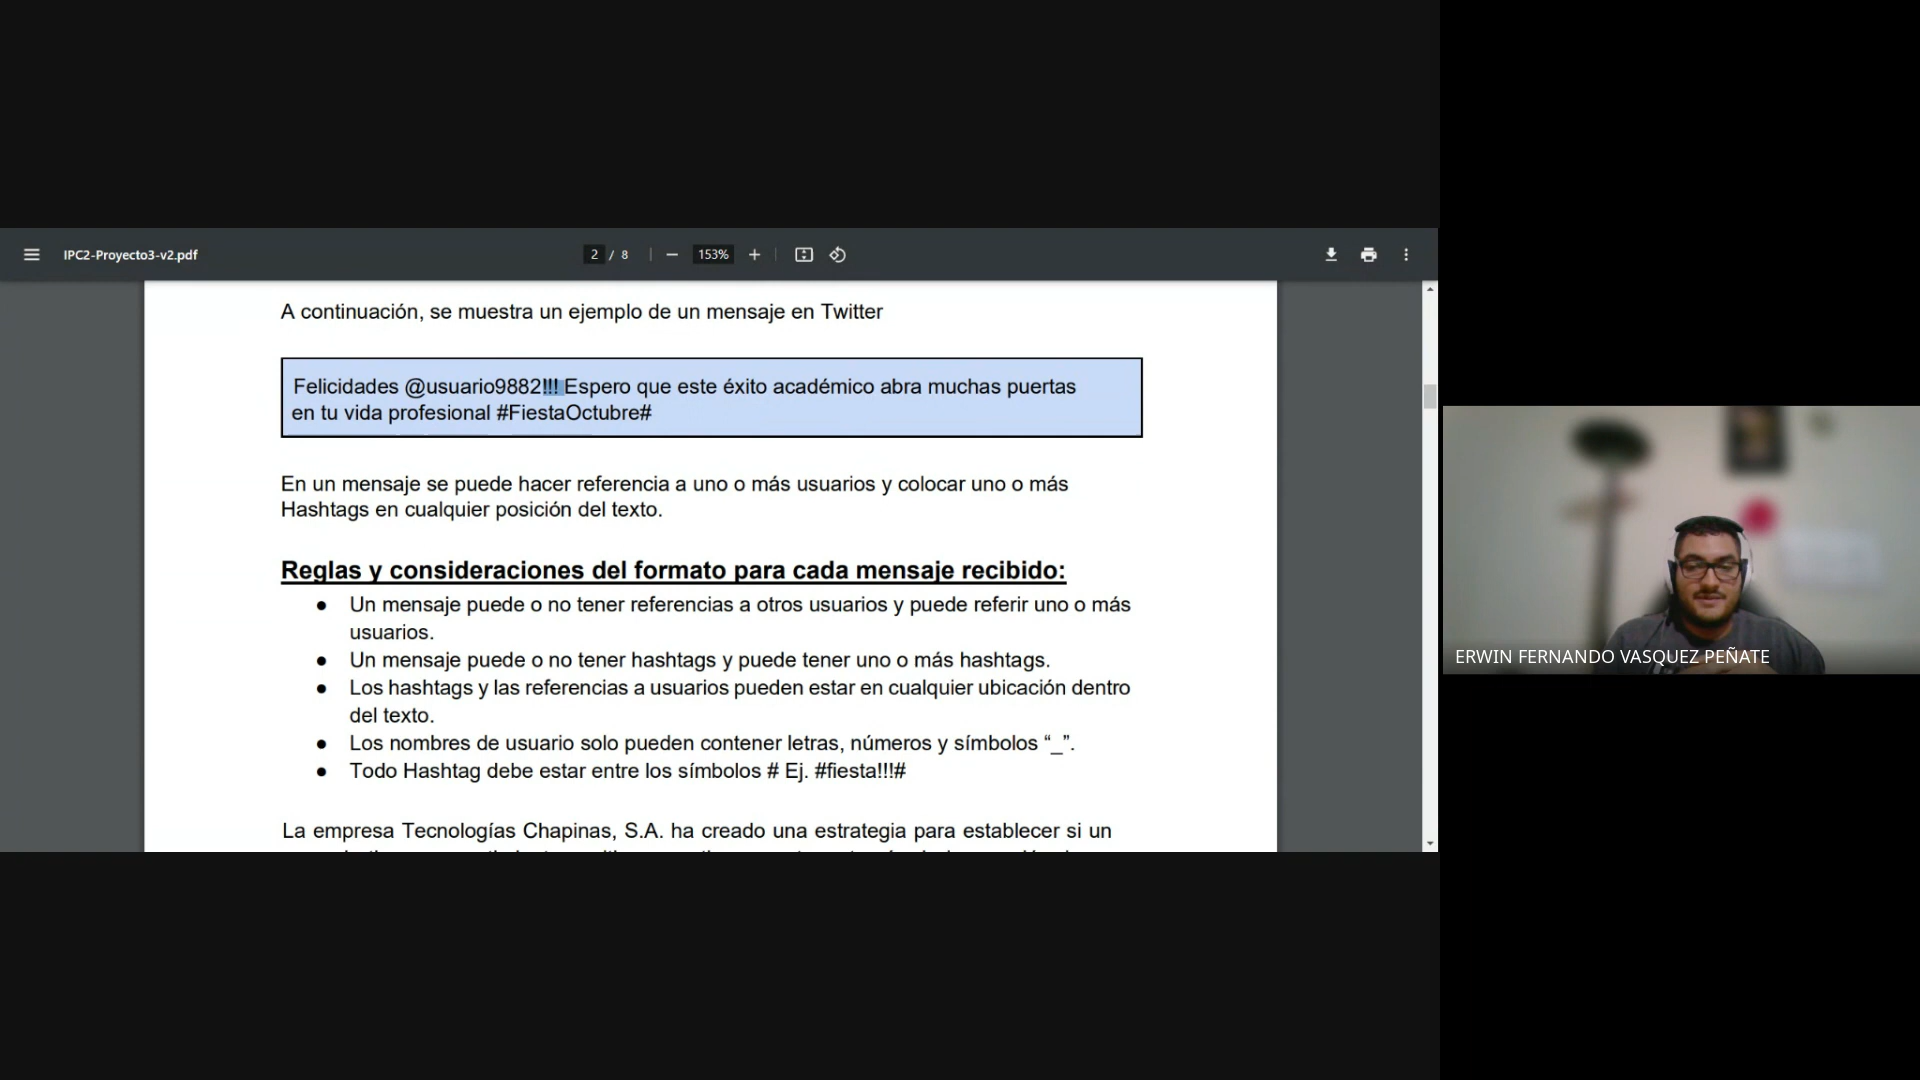 IPC2-Proyecto3-v2.pdf
2 / 8
153%
A continuación, se muestra un ejemplo de un mensaje en Twitter
Felicidades @usuario9882!!! Espero que este éxito académico abra muchas puertas
en tu vida profesional #FiestaOctubre#
En un mensaje se puede hacer referencia a uno o más usuarios y colocar uno o más
Hashtags en cualquier posición del texto.
Reglas y consideraciones del formato para cada mensaje recibido:
● Un mensaje puede o no tener referencias a otros usuarios y puede referir uno o más
usuarios.
● Un mensaje puede o no tener hashtags y puede tener uno o más hashtags.
● Los hashtags y las referencias a usuarios pueden estar en cualquier ubicación dentro
del texto.
● Los nombres de usuario solo pueden contener letras, números y símbolos “_”.
● Todo Hashtag debe estar entre los símbolos # Ej. #fiesta!!!#
La empresa Tecnologías Chapinas, S.A. ha creado una estrategia para establecer si un
ERWIN FERNANDO VASQUEZ PEÑATE